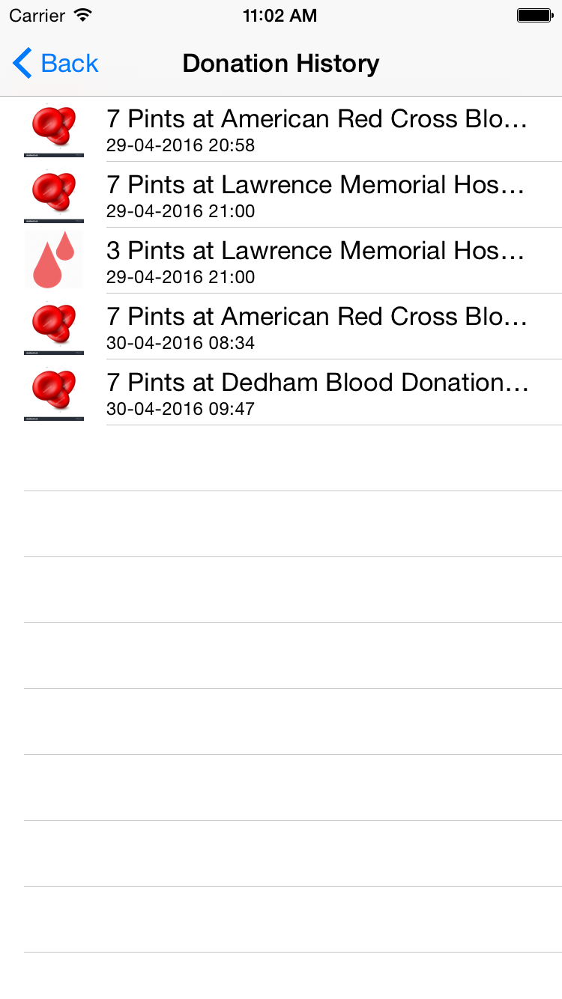 Carrier 11:02 AM
Back Donation History
7 Pints at American Red Cross Blo…
29-04-2016 20:58
7 Pints at Lawrence Memorial Hos…
29-04-2016 21:00
3 Pints at Lawrence Memorial Hos…
29-04-2016 21:00
7 Pints at American Red Cross Blo…
30-04-2016 08:34
7 Pints at Dedham Blood Donation…
30-04-2016 09:47